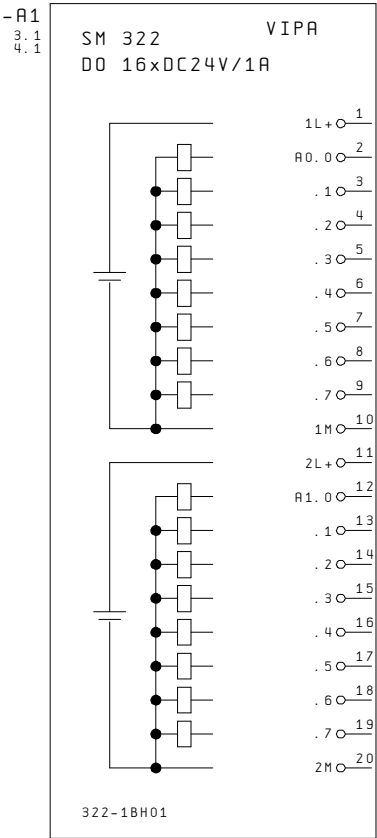 -A1
3.1
4.1
VIPA
SM 322
DO 16xDC24V/1A
1L+ 1
A0.0 2
.1 3
.2 4
.3 5
.4 6
.5 7
.6 8
.7 9
1M 10
2L+ 11
A1.0 12
.1 13
.2 14
.3 15
.4 16
.5 17
.6 18
.7 19
2M 20
322-1BH01